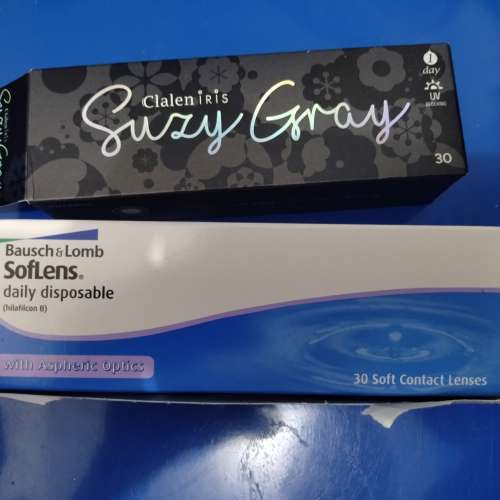 Clalen iRiS
Suzy Gray
1
day
UV
30
Bausch & Lomb
SofLens®
daily disposable
(hilafilcon B)
With Aspheric Optics
30 Soft Contact Lenses